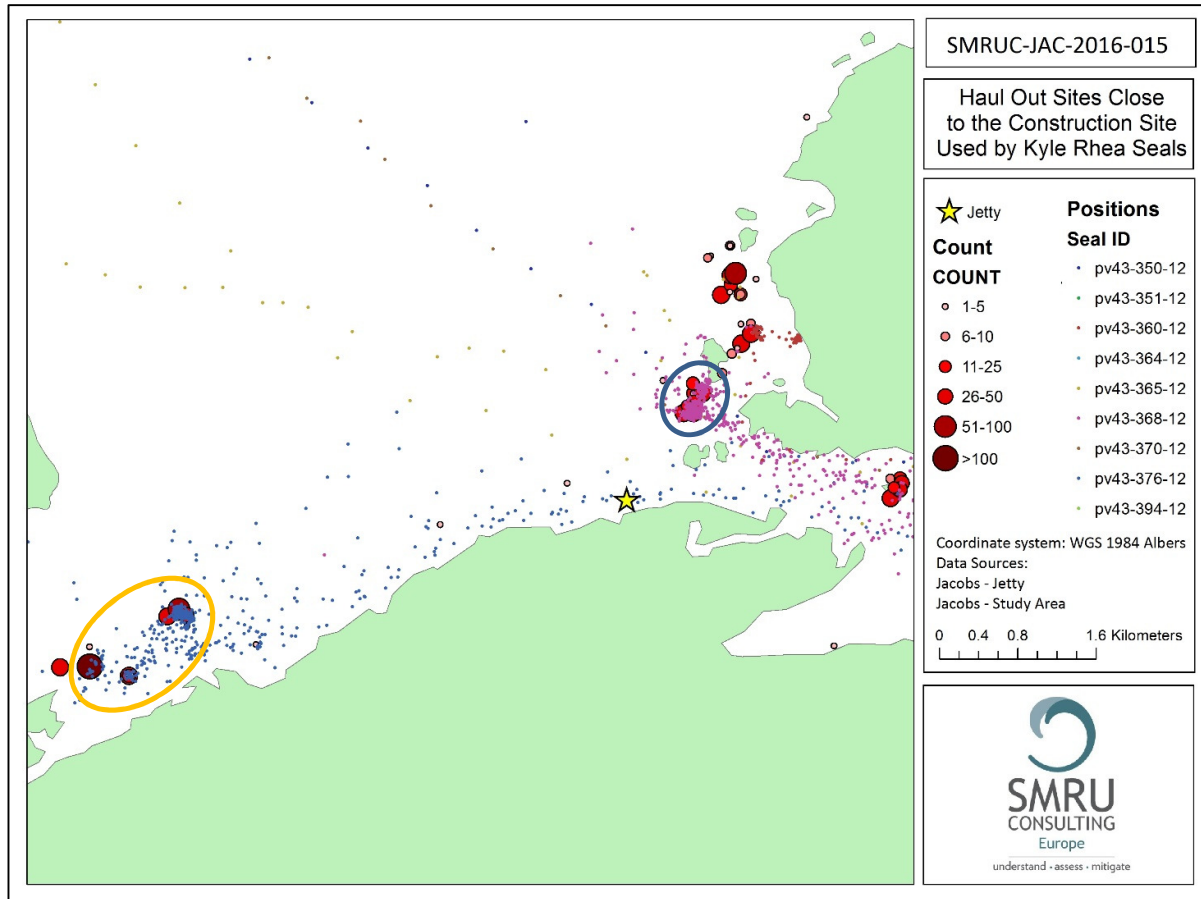 SMRUC-JAC-2016-015
Haul Out Sites Close
to the Construction Site
Used by Kyle Rhea Seals
Jetty
Count
COUNT
1-5
6-10
11-25
26-50
51-100
>100
Positions
Seal ID
pv43-350-12
pv43-351-12
pv43-360-12
pv43-364-12
pv43-365-12
pv43-368-12
pv43-370-12
pv43-376-12
pv43-394-12
Coordinate system: WGS 1984 Albers
Data Sources:
Jacobs - Jetty
Jacobs - Study Area
0 0.4 0.8 1.6 Kilometers
SMRU
CONSULTING
Europe
understand • assess • mitigate